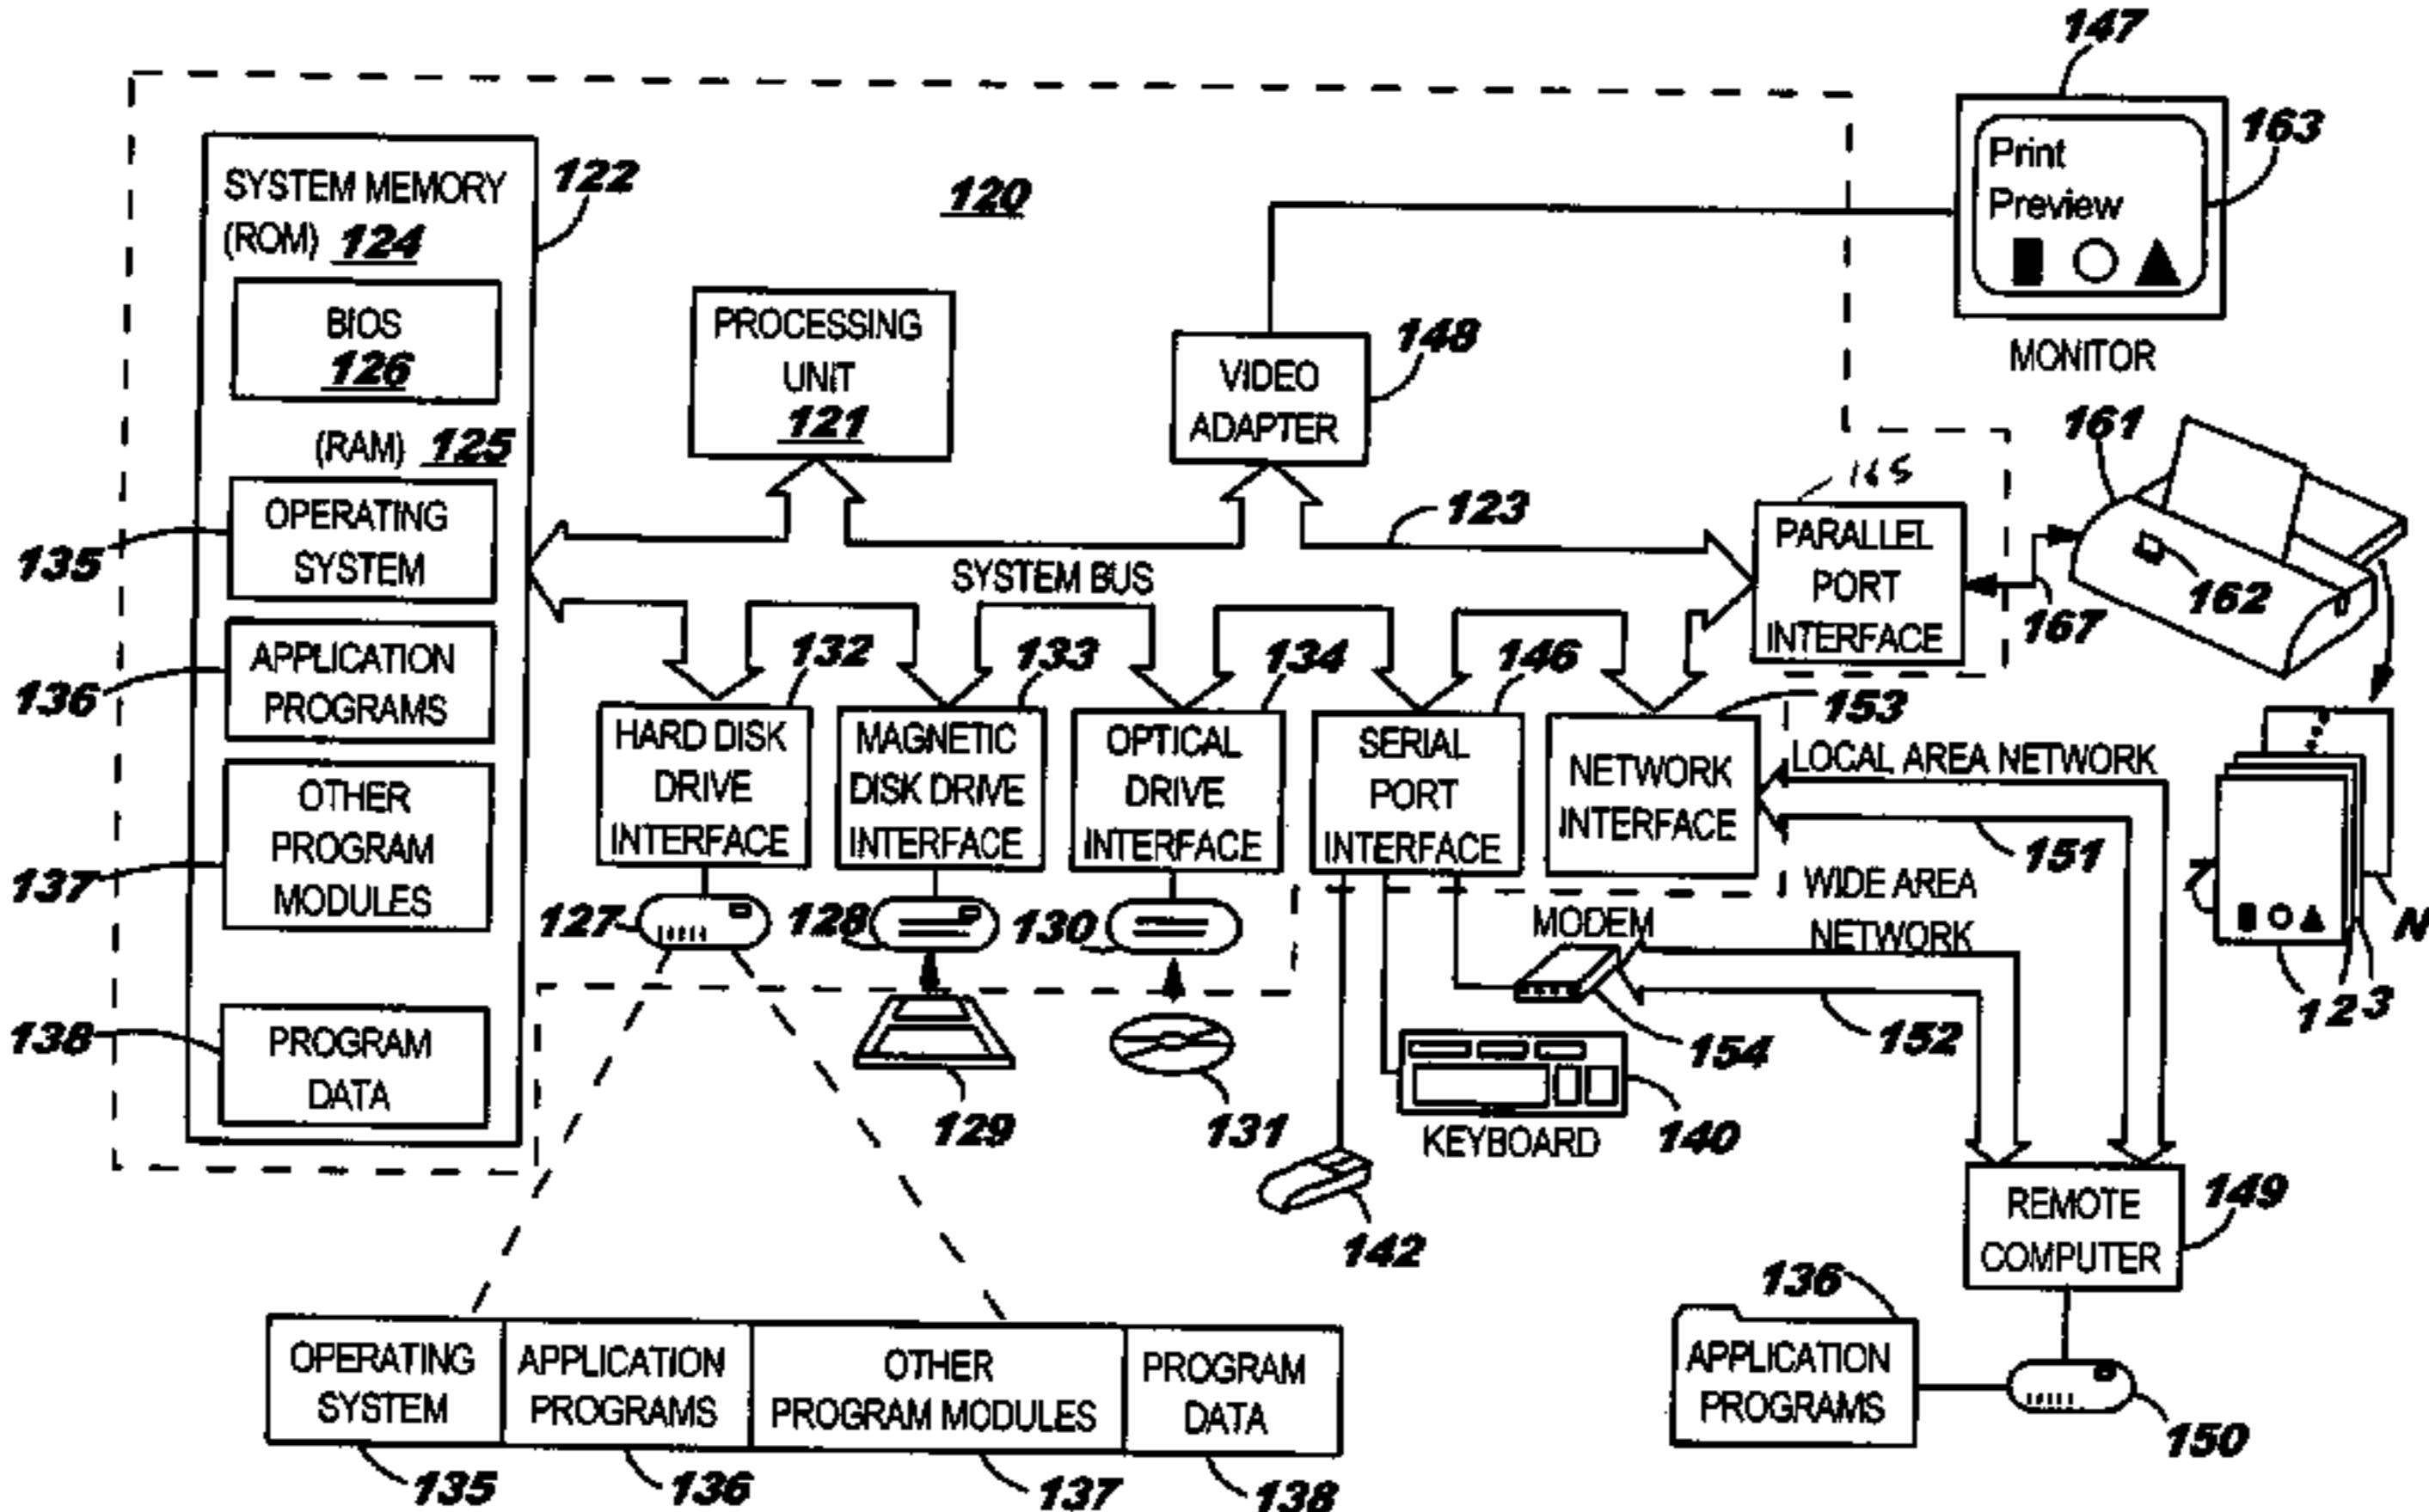 147
163
Print
Preview
MONITOR
120
SYSTEM MEMORY
(ROM) 124
122
BIOS
126
(RAM) 125
OPERATING
SYSTEM
135
APPLICATION
PROGRAMS
136
OTHER
PROGRAM
MODULES
137
PROGRAM
DATA
138
PROCESSING
UNIT
121
VIDEO
ADAPTER
148
SYSTEM BUS
123
165
PARALLEL
PORT
INTERFACE
161
162
167
HARD DISK
DRIVE
INTERFACE
132
MAGNETIC
DISK DRIVE
INTERFACE
133
OPTICAL
DRIVE
INTERFACE
134
SERIAL
PORT
INTERFACE
146
NETWORK
INTERFACE
153
LOCAL AREA NETWORK
151
WIDE AREA
NETWORK
152
MODEM
154
127
128
130
129
131
KEYBOARD
140
142
7
N
1 2 3
REMOTE
COMPUTER
149
136
APPLICATION
PROGRAMS
150
OPERATING
SYSTEM
135
APPLICATION
PROGRAMS
136
OTHER
PROGRAM MODULES
137
PROGRAM
DATA
138